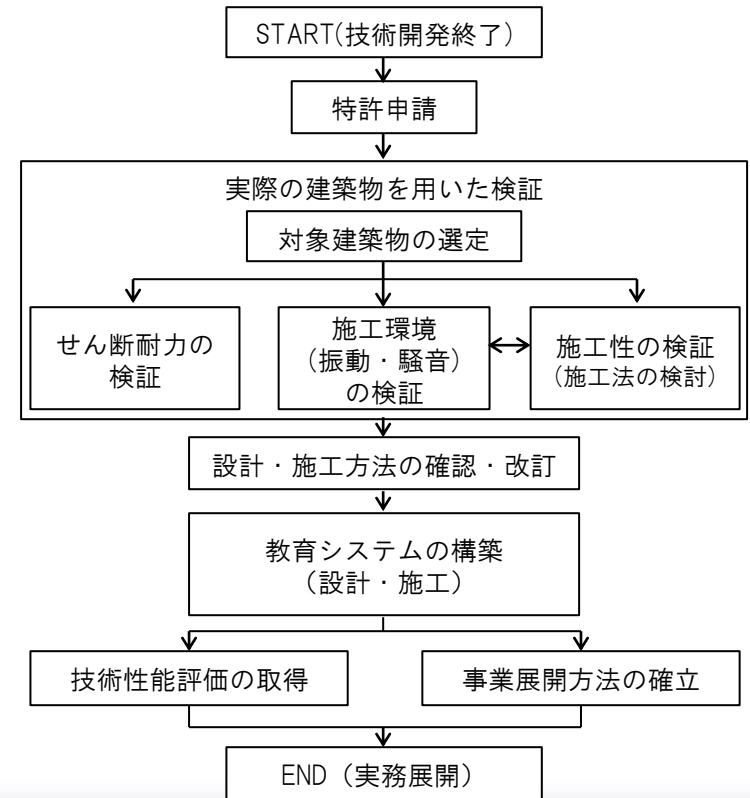 START(技術開発終了)
特許申請
実際の建築物を用いた検証
対象建築物の選定
せん断耐力の
検証
施工環境
(振動・騒音)
の検証
施工性の検証
(施工法の検討)
設計・施工方法の確認・改訂
教育システムの構築
(設計・施工)
技術性能評価の取得
事業展開方法の確立
END(実務展開)